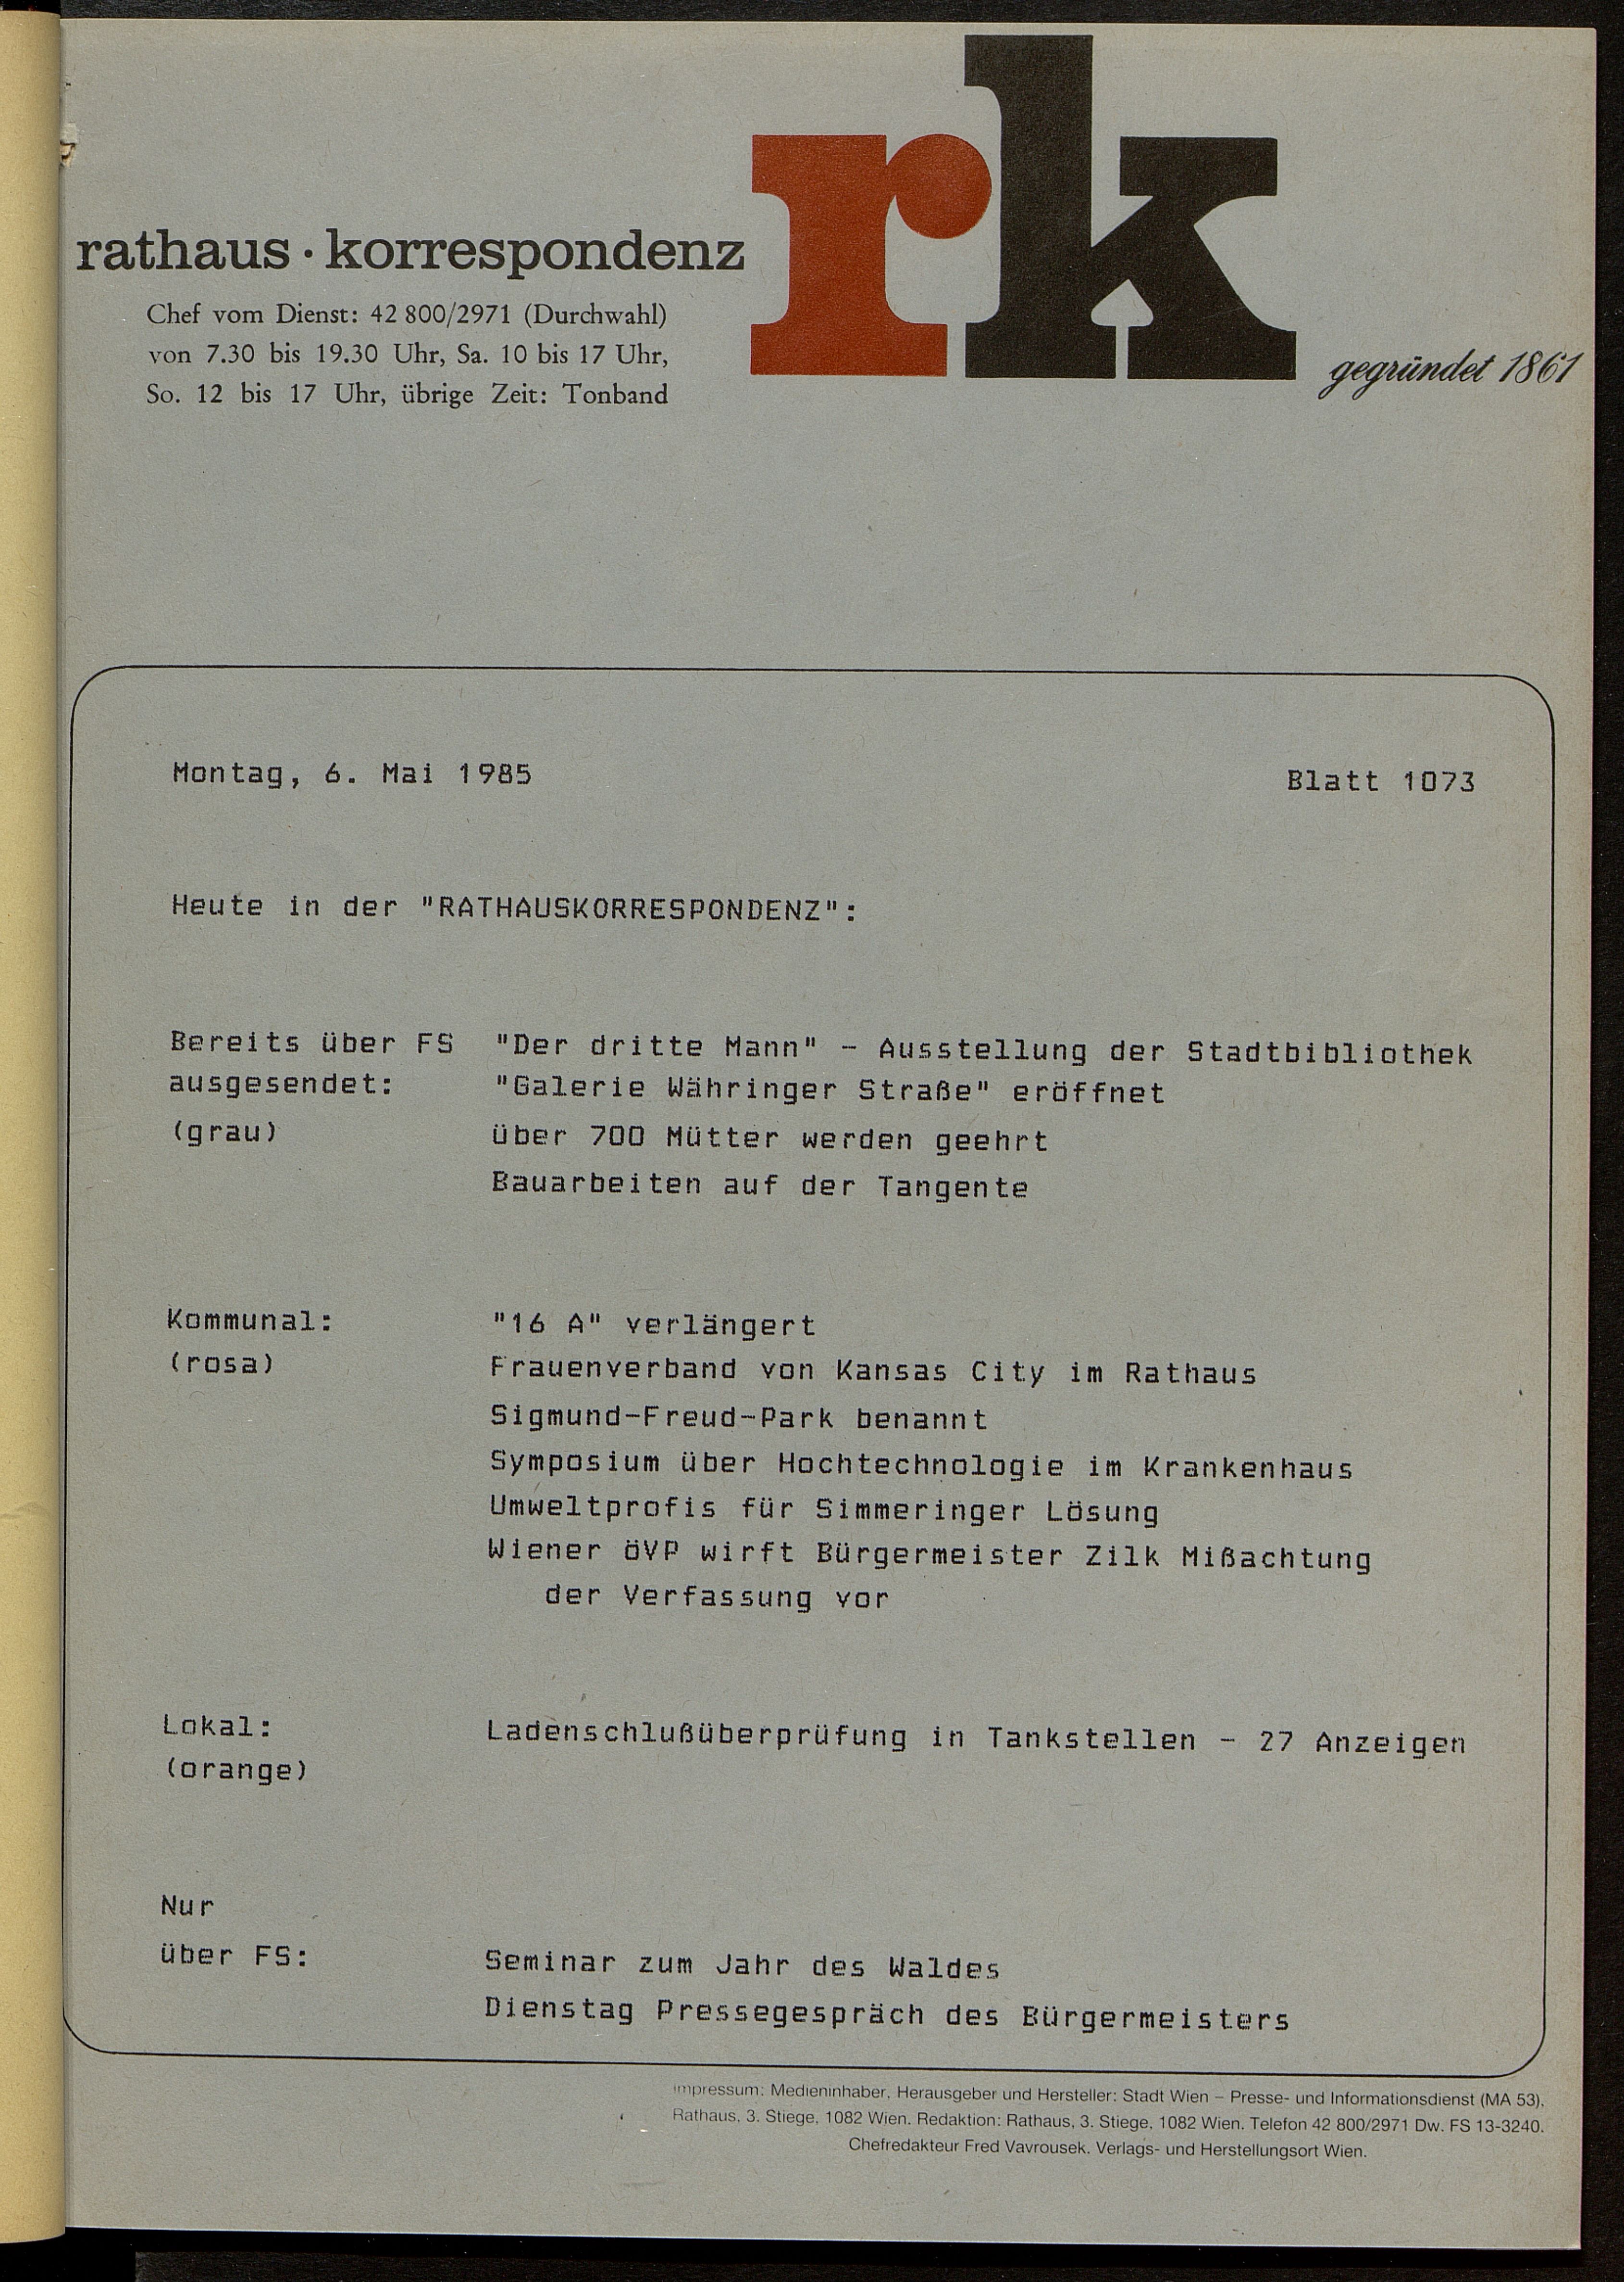 rk
rathaus · korrespondenz
Chef vom Dienst: 42 800/2971 (Durchwahl)
von 7.30 bis 19.30 Uhr, Sa. 10 bis 17 Uhr,
So. 12 bis 17 Uhr, übrige Zeit: Tonband
gegründet 1861
Montag, 6. Mai 1985 Blatt 1073
Heute in der "RATHAUSKORRESPONDENZ":
Bereits über FS "Der dritte Mann" - Ausstellung der Stadtbibliothek
ausgesendet: "Galerie Währinger Straße" eröffnet
(grau) über 700 Mütter werden geehrt
Bauarbeiten auf der Tangente
Kommunal: "16 A" verlängert
(rosa) Frauenverband von Kansas City im Rathaus
Sigmund-Freud-Park benannt
Symposium über Hochtechnologie im Krankenhaus
Umweltprofis für Simmeringer Lösung
Wiener öVP wirft Bürgermeister Zilk Mißachtung
der Verfassung vor
Lokal: Ladenschlußüberprüfung in Tankstellen - 27 Anzeigen
(orange)
Nur
über FS: Seminar zum Jahr des Waldes
Dienstag Pressegespräch des Bürgermeisters
Impressum: Medieninhaber, Herausgeber und Hersteller: Stadt Wien – Presse- und Informationsdienst (MA 53),
Rathaus, 3. Stiege, 1082 Wien. Redaktion: Rathaus, 3. Stiege, 1082 Wien. Telefon 42 800/2971 Dw. FS 13-3240.
Chefredakteur Fred Vavrousek. Verlags- und Herstellungsort Wien.